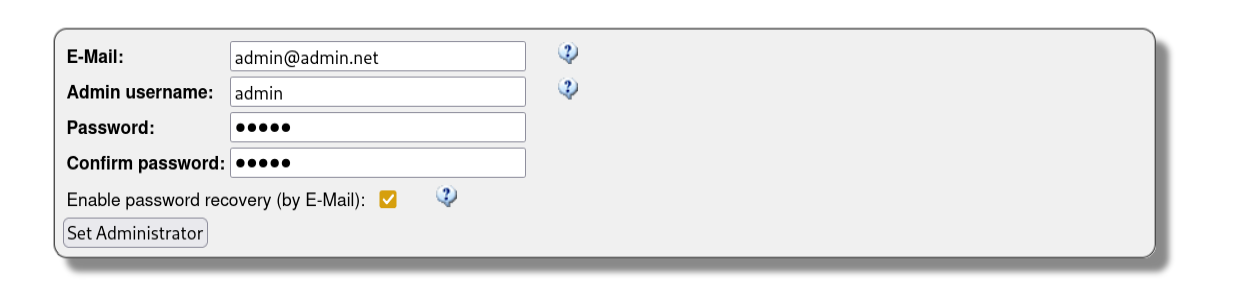 E-Mail: admin@admin.net ?
Admin username: admin ?
Password: ●●●●●
Confirm password: ●●●●●
Enable password recovery (by E-Mail): ?
Set Administrator